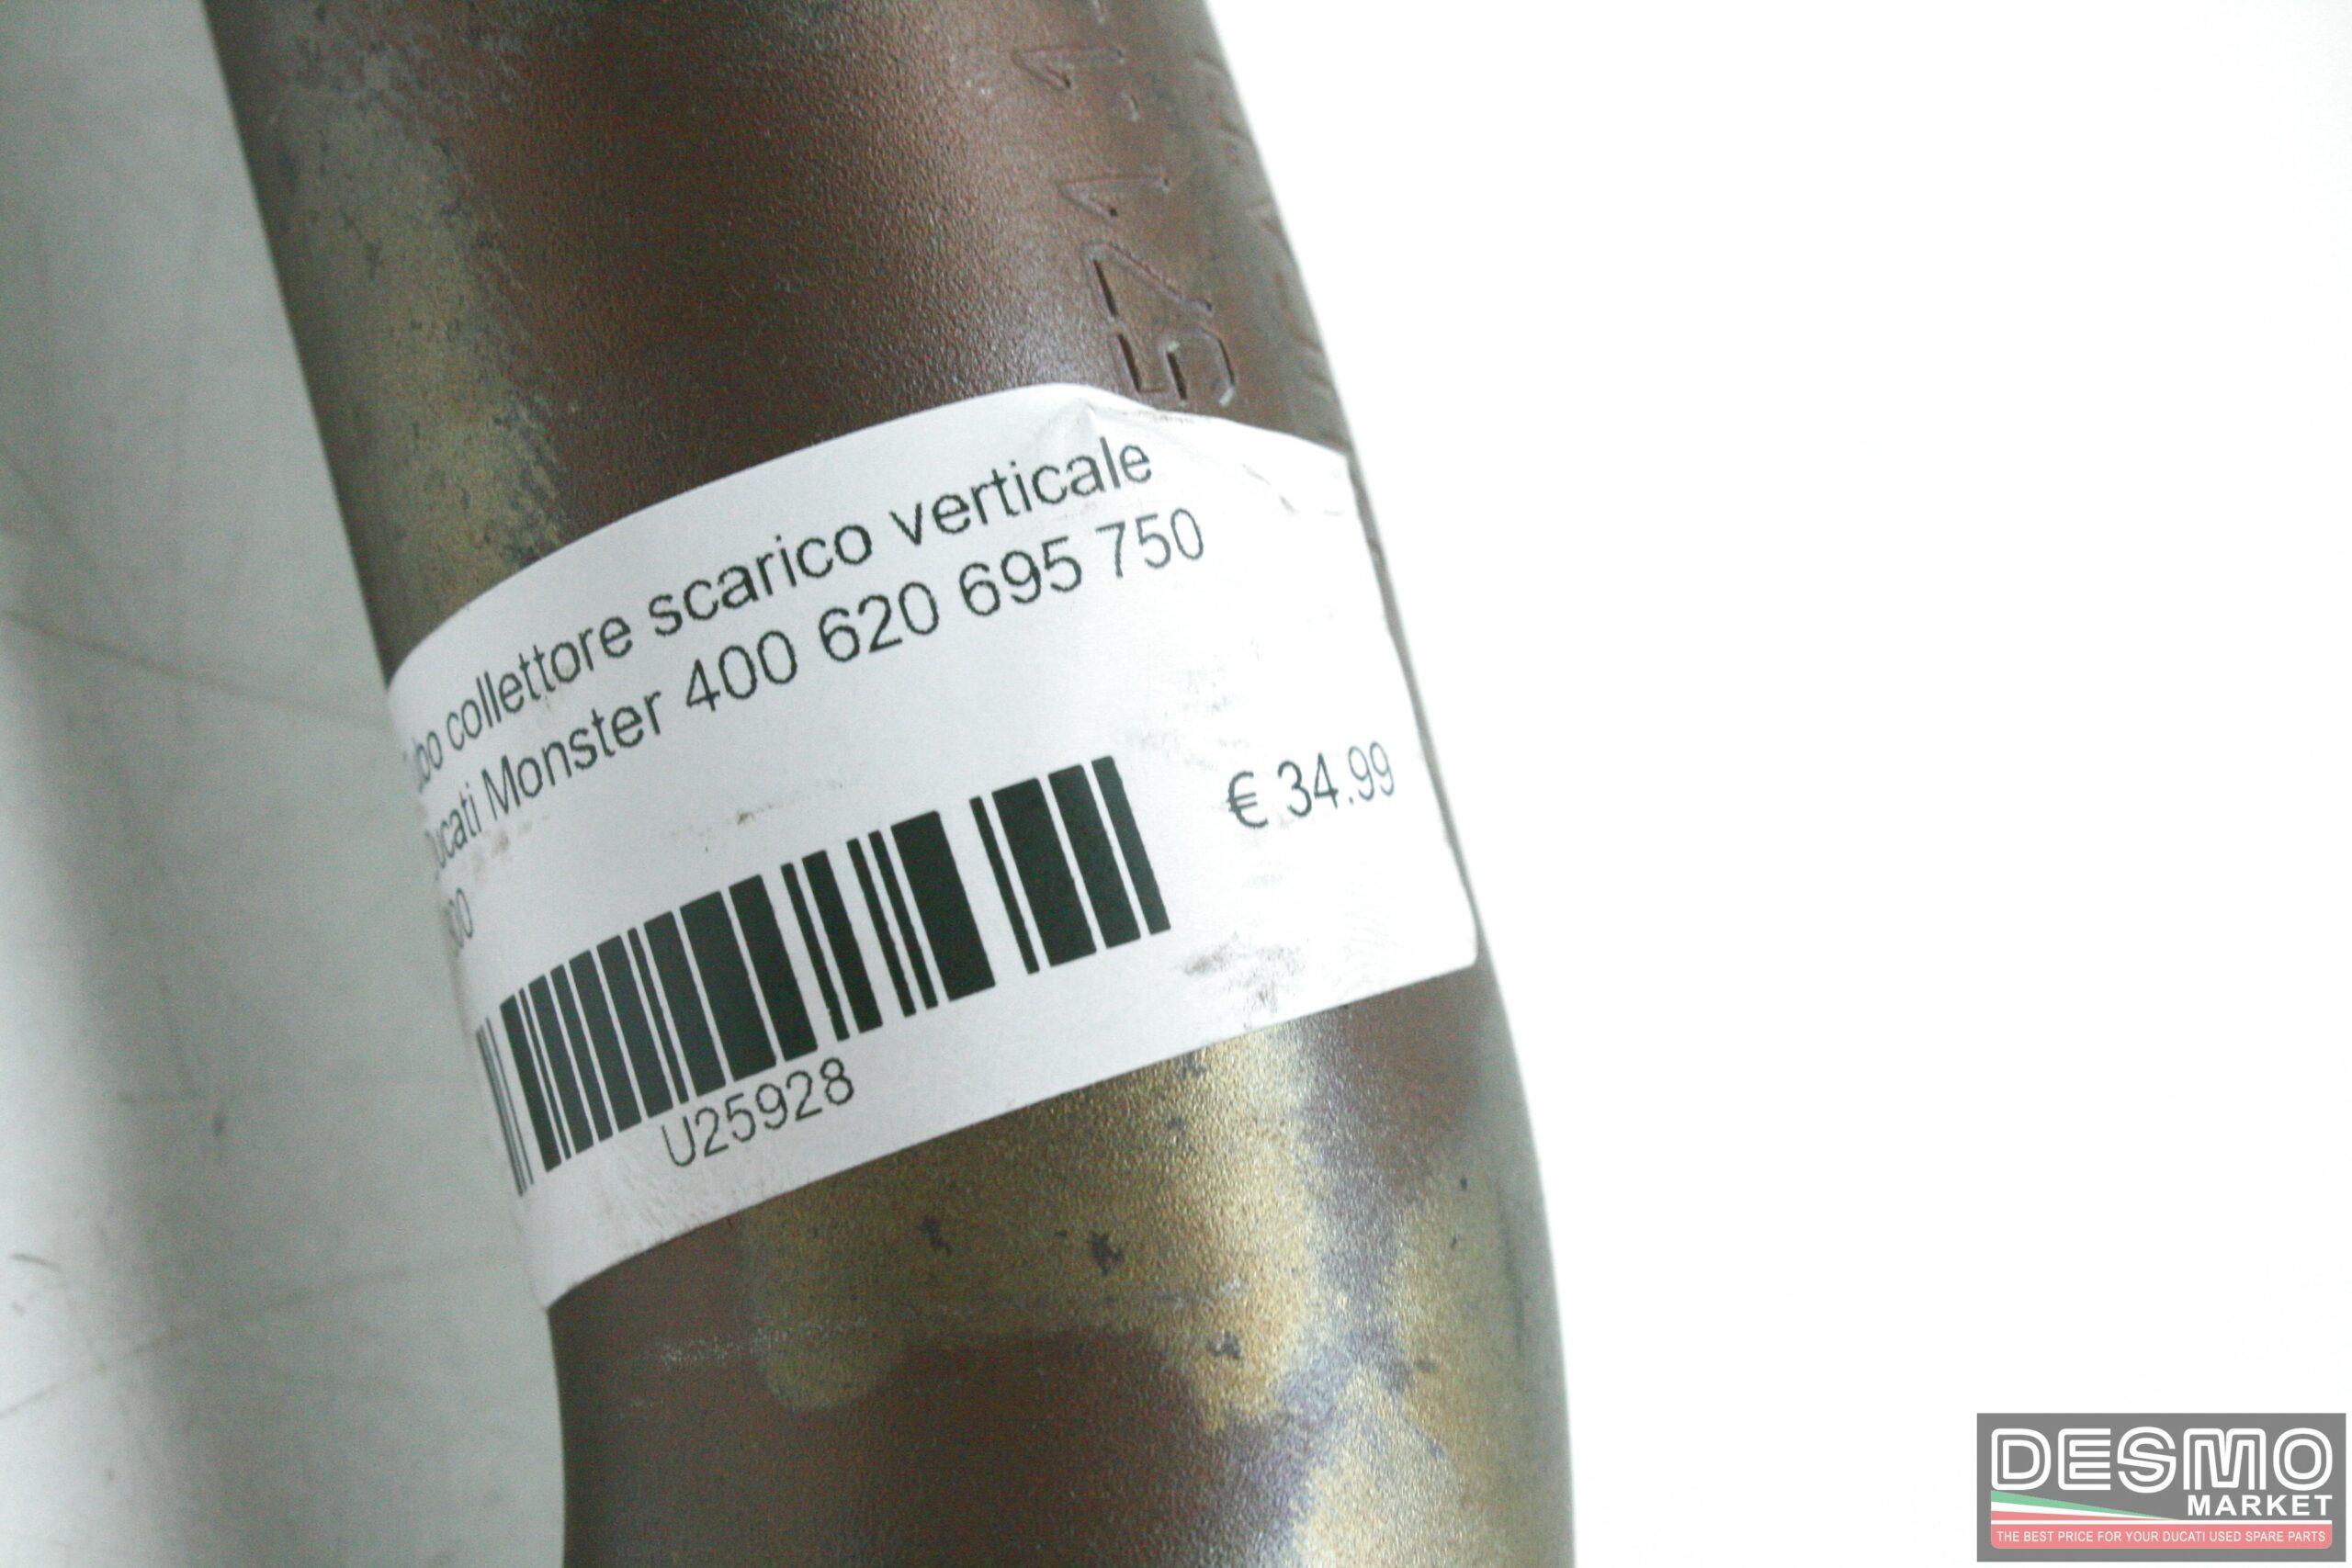 collettore scarico verticale
Ducati Monster 400 620 695 750
€ 34.99
U25928
DESMO
MARKET
THE BEST PRICE FOR YOUR DUCATI USED SPARE PARTS